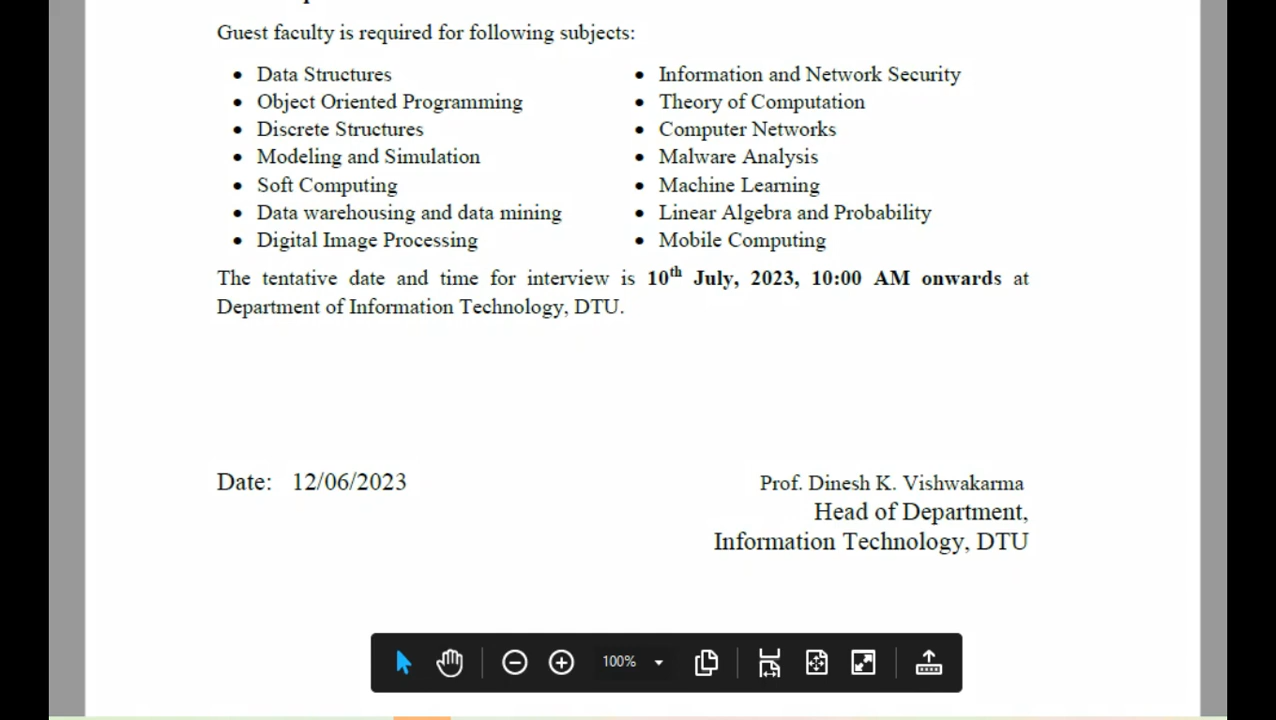 Guest faculty is required for following subjects:
• Data Structures
• Object Oriented Programming
• Discrete Structures
• Modeling and Simulation
• Soft Computing
• Data warehousing and data mining
• Digital Image Processing
• Information and Network Security
• Theory of Computation
• Computer Networks
• Malware Analysis
• Machine Learning
• Linear Algebra and Probability
• Mobile Computing
The tentative date and time for interview is 10th July, 2023, 10:00 AM onwards at
Department of Information Technology, DTU.
Date: 12/06/2023
Prof. Dinesh K. Vishwakarma
Head of Department,
Information Technology, DTU
100%